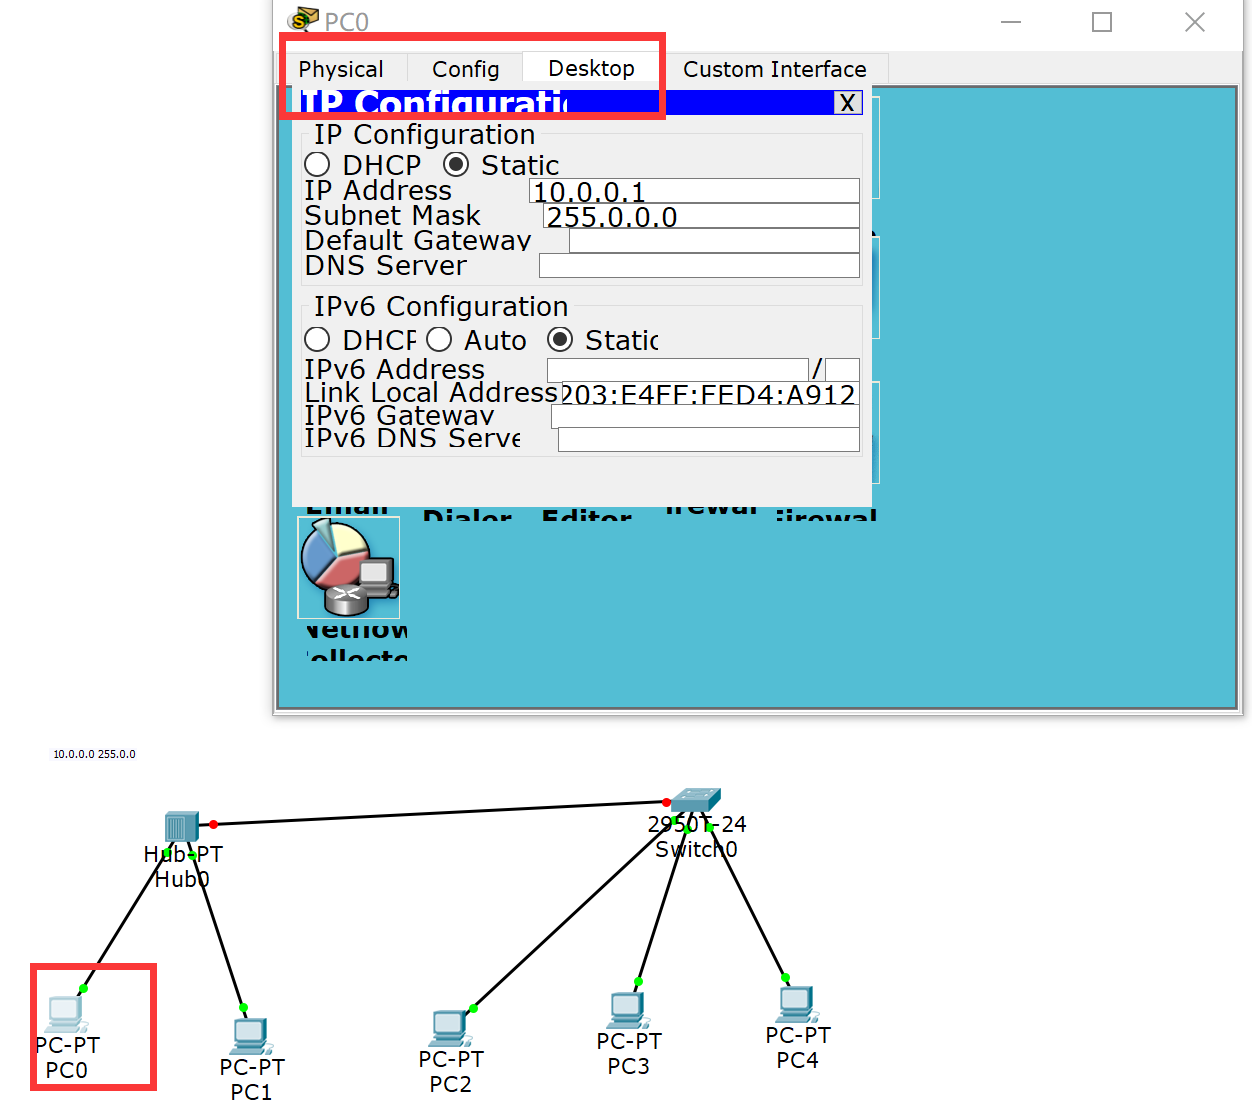 PC0
Physical Config Desktop Custom Interface
IP Configurati X
IP Configuration
DHCP Static
IP Address 10.0.0.1
Subnet Mask 255.0.0.0
Default Gateway
DNS Server
IPv6 Configuration
DHCP Auto Static
IPv6 Address /
Link Local Address 203:E4FF:FED4:A912
IPv6 Gateway
IPv6 DNS Serve
Email Dialer Editor irewal irewal
Netflow
ollecto
10.0.0.0 255.0.0
2950T-24
Switch0
Hub-PT
Hub0
PC-PT
PC0
PC-PT
PC1
PC-PT
PC2
PC-PT
PC3
PC-PT
PC4